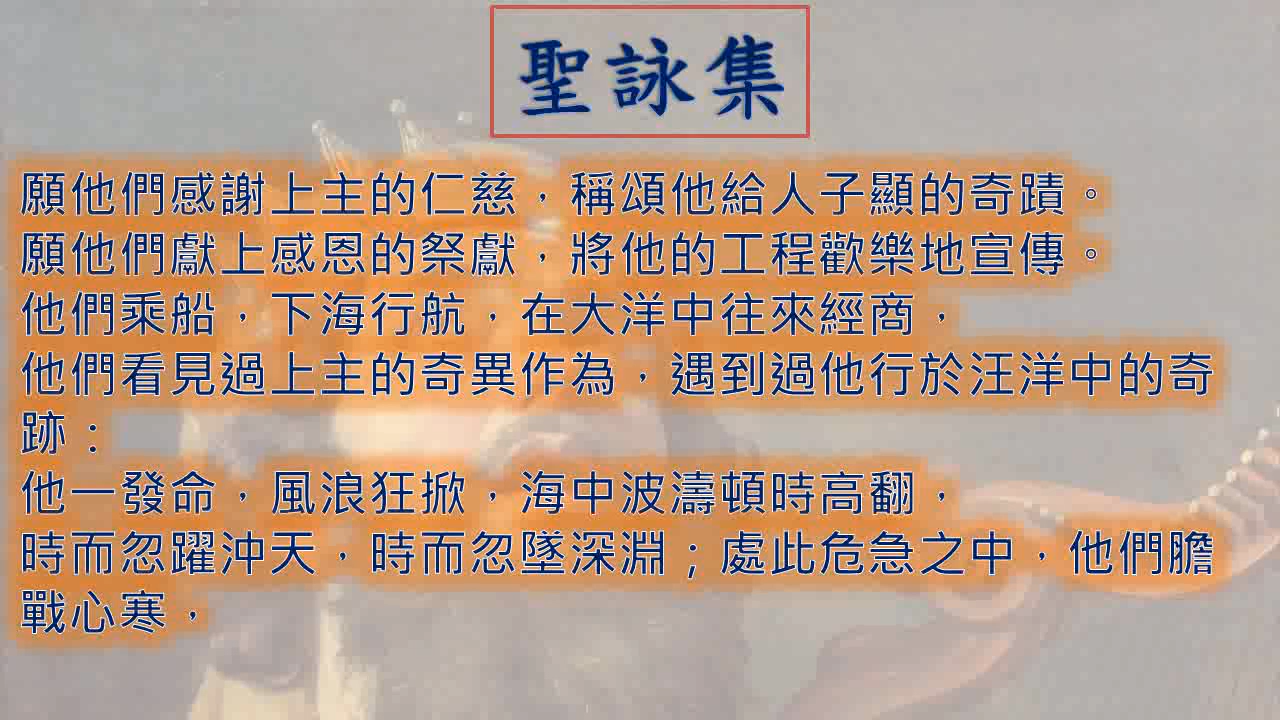 聖詠集
願他們感謝上主的仁慈，稱頌他給人子顯的奇蹟。
願他們獻上感恩的祭獻，將他的工程歡樂地宣傳。
他們乘船，下海行航，在大洋中往來經商，
他們看見過上主的奇異作為，遇到過他行於汪洋中的奇
跡：
他一發命，風浪狂掀，海中波濤頓時高翻，
時而忽躍沖天，時而忽墜深淵；處此危急之中，他們膽
戰心寒，